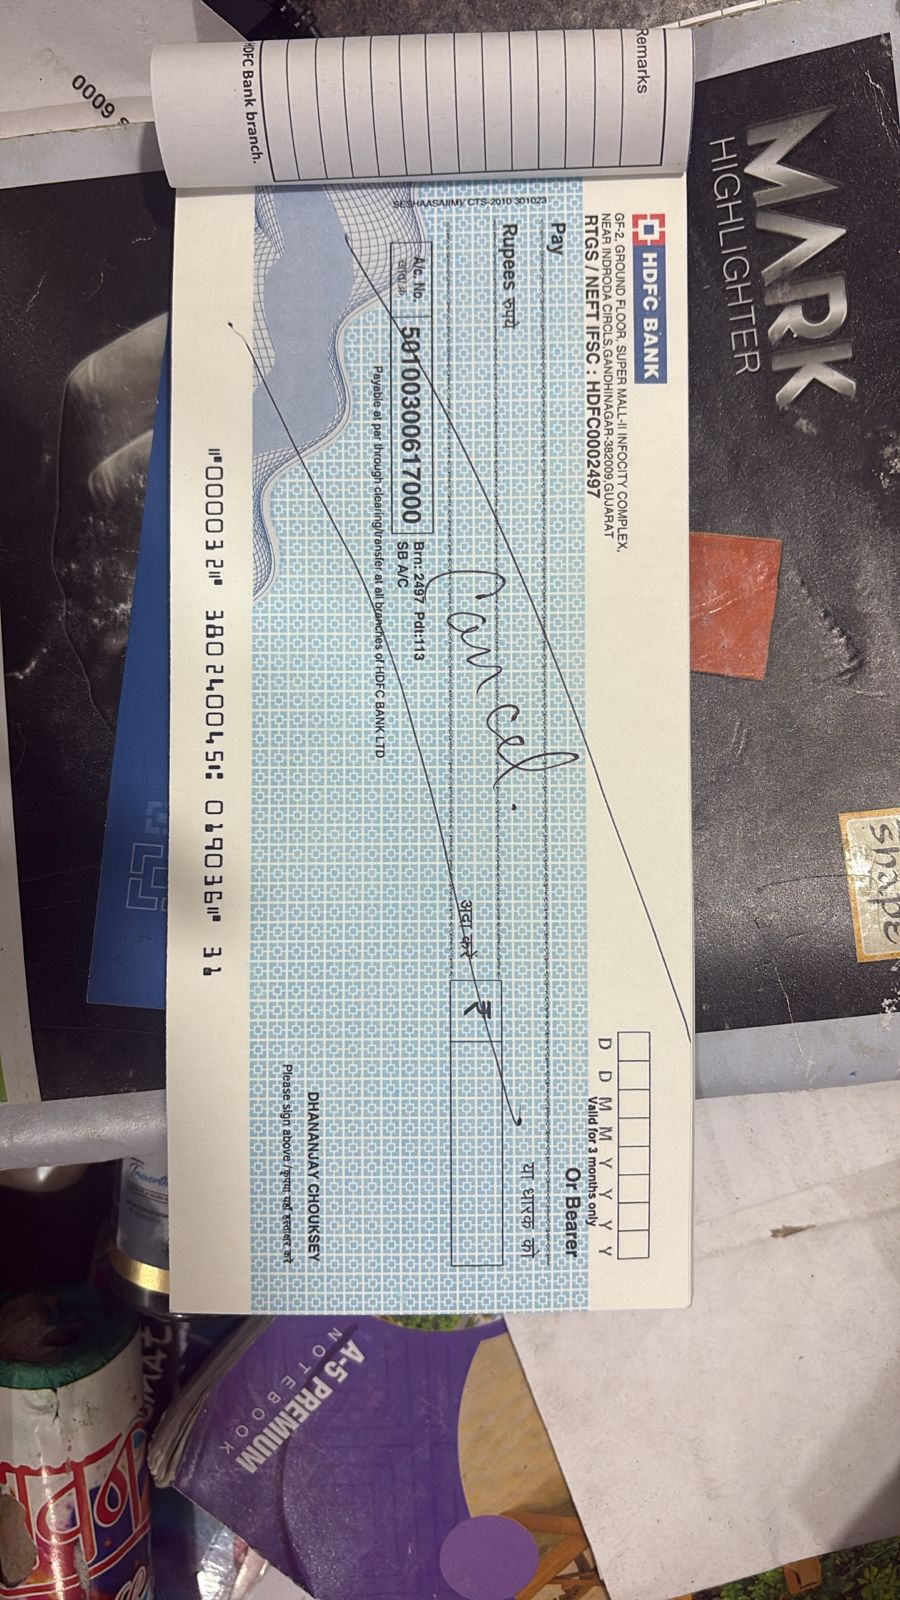 Remarks
HDFC Bank branch.
0009
MARK
HIGHLIGHTER
shape
HDFC BANK
GF-2, GROUND FLOOR, SUPER MALL-II INFOCITY COMPLEX,
NEAR INDRODA CIRCLS,GANDHINAGAR-382009,GUJARAT
RTGS / NEFT IFSC : HDFC0002497
D D M M Y Y Y Y
Valid for 3 months only
Pay
Or Bearer
या धारक को
Rupees रुपये
अदा करें
₹
Cancel.
A/c. No.
50100300617000
Brn: 2497 Pdt:113
SB A/C
Payable at par through clearing/transfer at all branches of HDFC BANK LTD
SESHAASAI(M)/ CTS-2010 301023
DHANANJAY CHOUKSEY
Please sign above /कृपया यहाँ हस्ताक्षर करें
⑈000032⑈ 380240045⑆ 019036⑈ 31
A-5 PREMIUM
NOTEBOOK